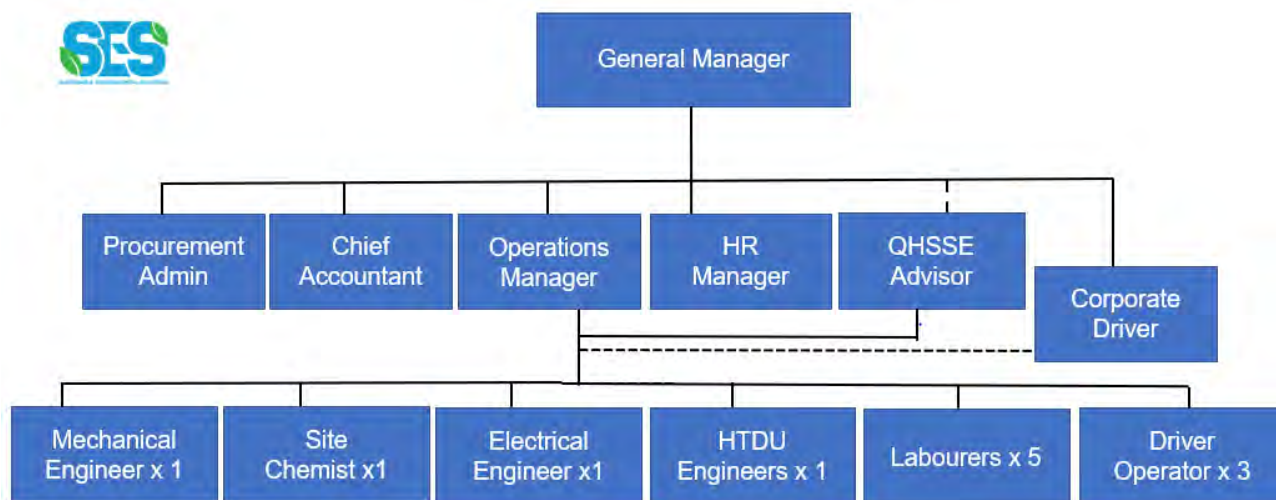 SES
General Manager
Procurement
Admin
Chief
Accountant
Operations
Manager
HR
Manager
QHSSE
Advisor
Corporate
Driver
Mechanical
Engineer x 1
Site
Chemist x1
Electrical
Engineer x1
HTDU
Engineers x 1
Labourers x 5
Driver
Operator x 3